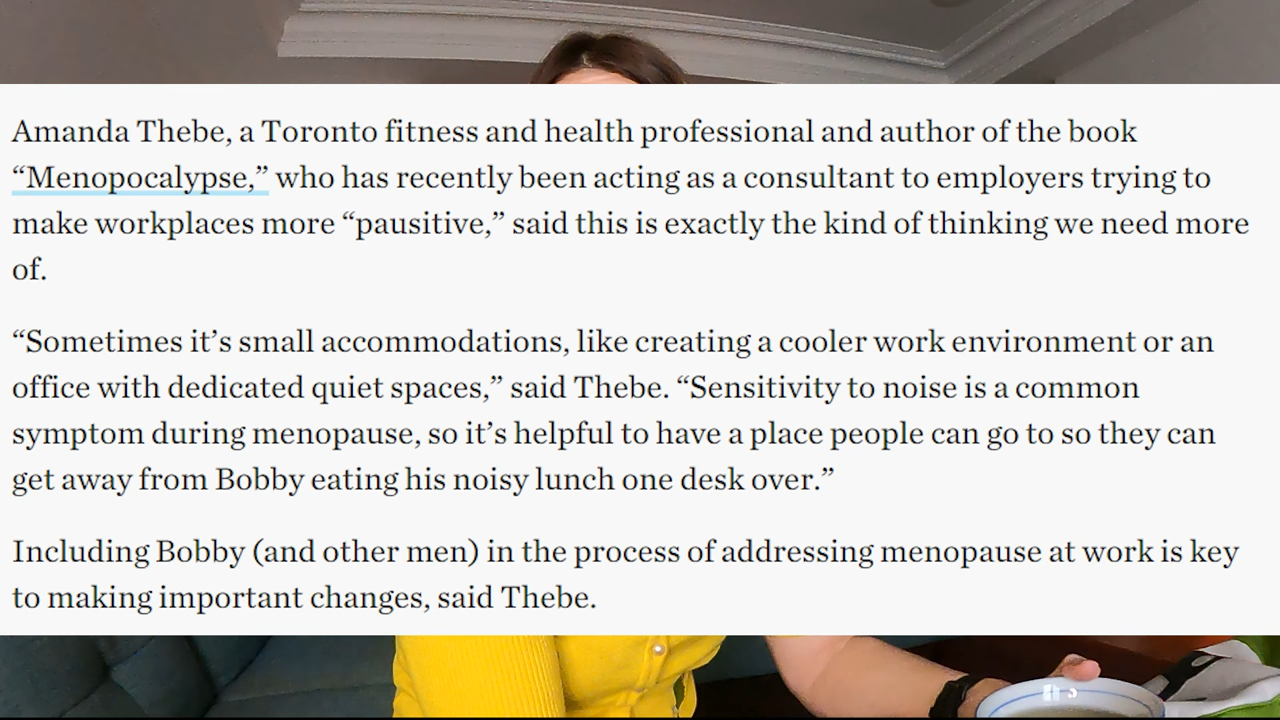 Amanda Thebe, a Toronto fitness and health professional and author of the book
“Menopocalypse,” who has recently been acting as a consultant to employers trying to
make workplaces more “pausitive,” said this is exactly the kind of thinking we need more
of.
“Sometimes it’s small accommodations, like creating a cooler work environment or an
office with dedicated quiet spaces,” said Thebe. “Sensitivity to noise is a common
symptom during menopause, so it’s helpful to have a place people can go to so they can
get away from Bobby eating his noisy lunch one desk over.”
Including Bobby (and other men) in the process of addressing menopause at work is key
to making important changes, said Thebe.